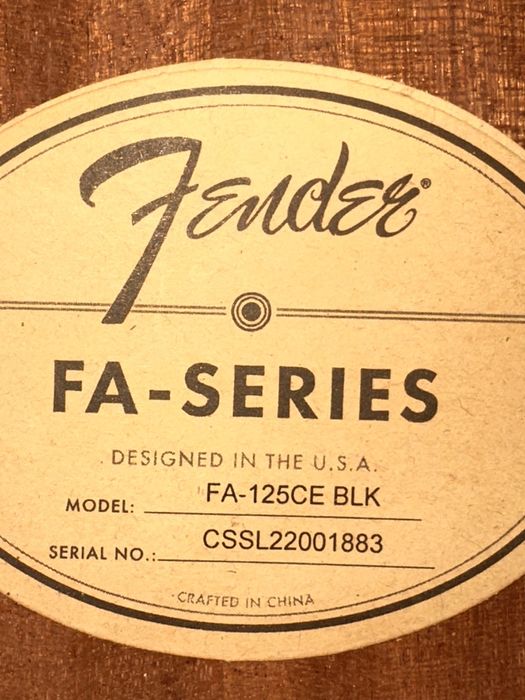 Fender®
FA-SERIES
DESIGNED IN THE U.S.A.
MODEL: FA-125CE BLK
SERIAL NO.: CSSL22001883
CRAFTED IN CHINA